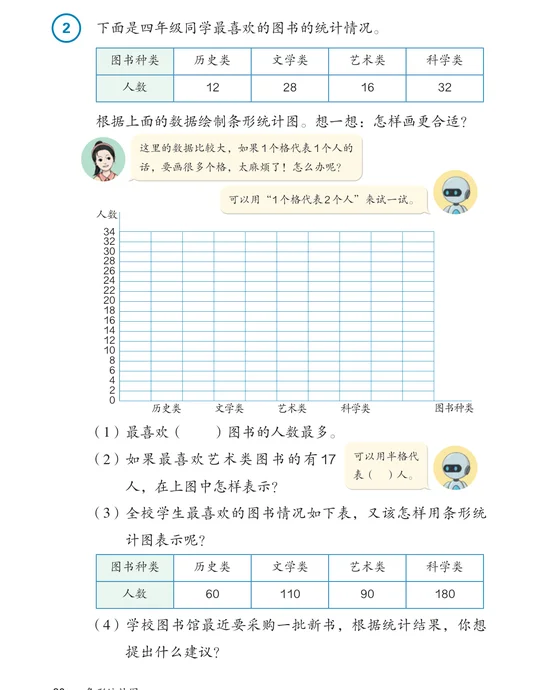 2 下面是四年级同学最喜欢的图书的统计情况。
图书种类 历史类 文学类 艺术类 科学类
人数 12 28 16 32
根据上面的数据绘制条形统计图。想一想：怎样画更合适？
这里的数据比较大，如果1个格代表1个人的
话，要画很多个格，太麻烦了！怎么办呢？
可以用“1个格代表2个人”来试一试。
人数
34
32
30
28
26
24
22
20
18
16
14
12
10
8
6
4
2
0
历史类 文学类 艺术类 科学类 图书种类
（1）最喜欢（ ）图书的人数最多。
（2）如果最喜欢艺术类图书的有17
人，在上图中怎样表示？
可以用半格代
表（ ）人。
（3）全校学生最喜欢的图书情况如下表，又该怎样用条形统
计图表示呢？
图书种类 历史类 文学类 艺术类 科学类
人数 60 110 90 180
（4）学校图书馆最近要采购一批新书，根据统计结果，你想
提出什么建议？